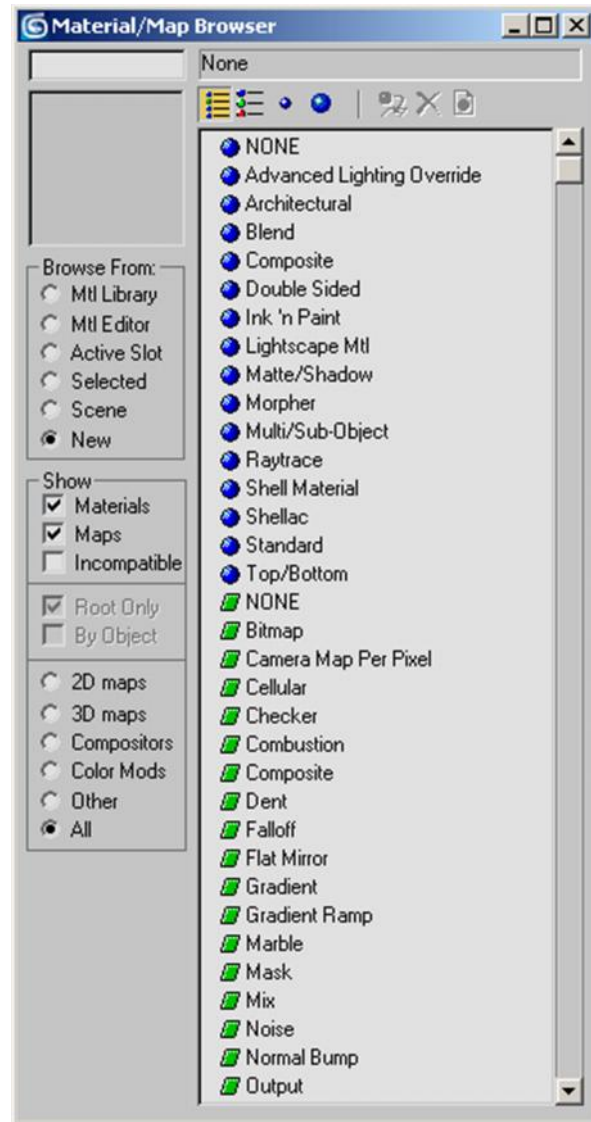 Material/Map Browser
None
Browse From:
Mtl Library
Mtl Editor
Active Slot
Selected
Scene
New
Show
Materials
Maps
Incompatible
Root Only
By Object
2D maps
3D maps
Compositors
Color Mods
Other
All
NONE
Advanced Lighting Override
Architectural
Blend
Composite
Double Sided
Ink 'n Paint
Lightscape Mtl
Matte/Shadow
Morpher
Multi/Sub-Object
Raytrace
Shell Material
Shellac
Standard
Top/Bottom
NONE
Bitmap
Camera Map Per Pixel
Cellular
Checker
Combustion
Composite
Dent
Falloff
Flat Mirror
Gradient
Gradient Ramp
Marble
Mask
Mix
Noise
Normal Bump
Output